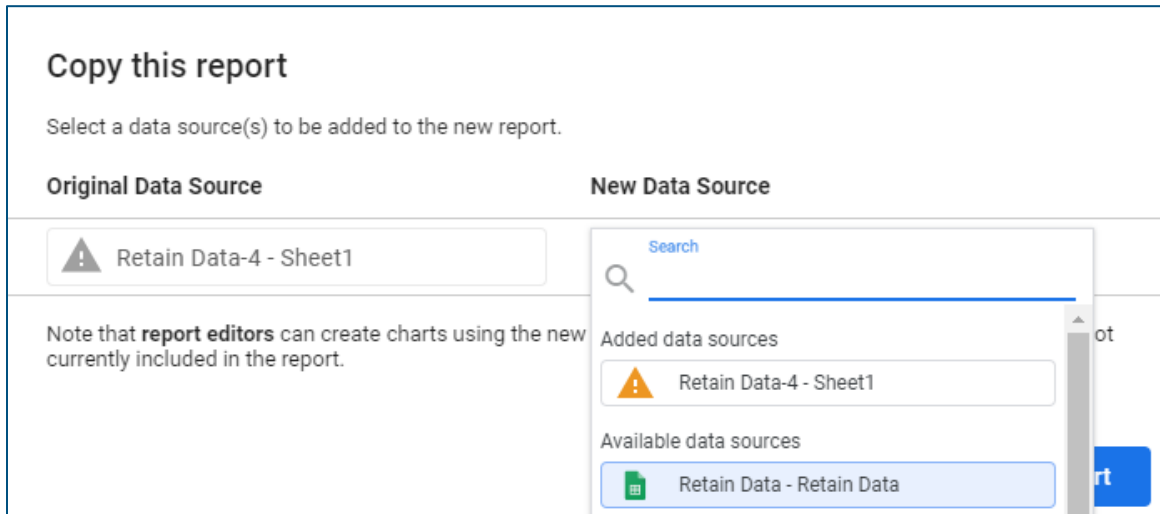 Copy this report
Select a data source(s) to be added to the new report.
Original Data Source New Data Source
Retain Data-4 - Sheet1
Search
Note that report editors can create charts using the new ot
currently included in the report.
Added data sources
Retain Data-4 - Sheet1
Available data sources
Retain Data - Retain Data
rt